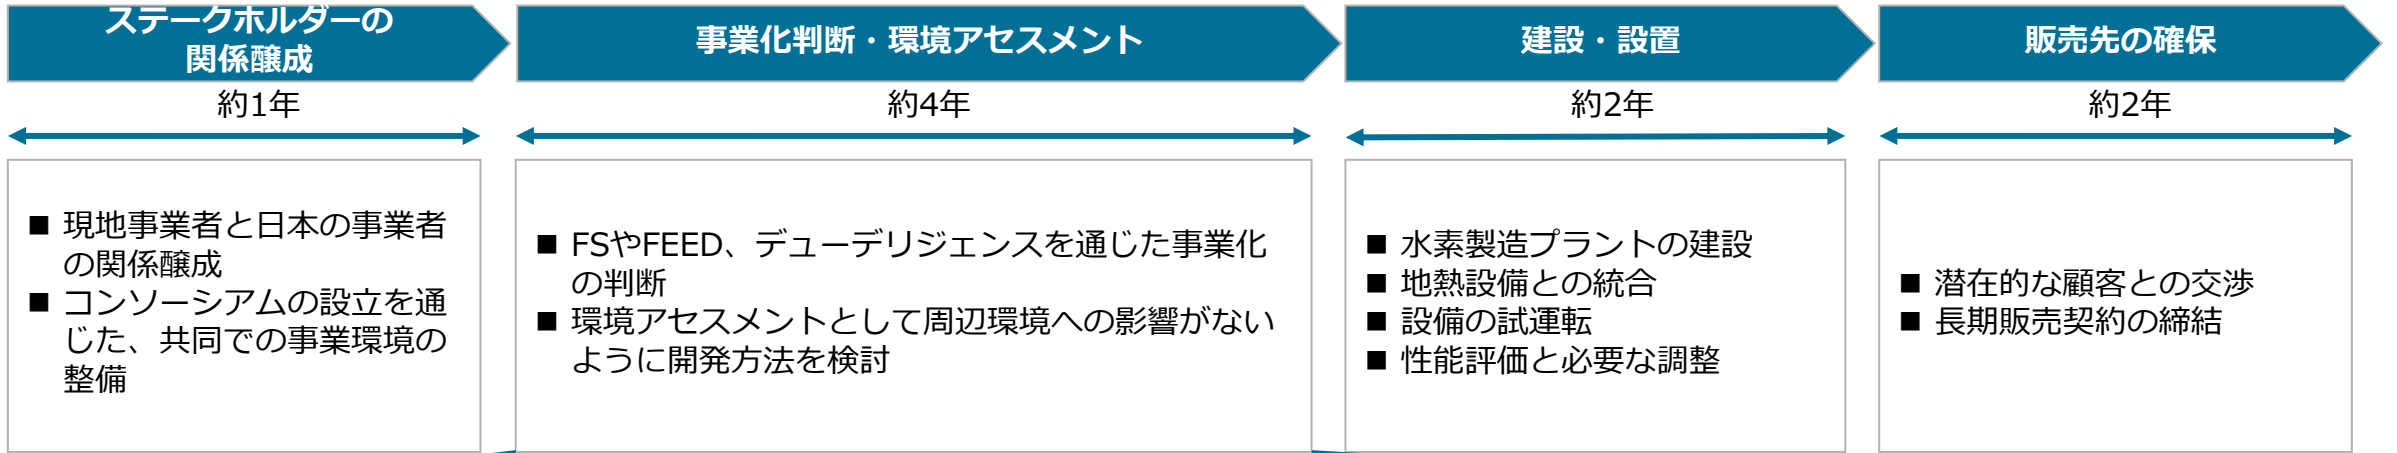 ステークホルダーの
関係醸成
約1年
■ 現地事業者と日本の事業者
の関係醸成
■ コンソーシアムの設立を通
じた、共同での事業環境の
整備
事業化判断・環境アセスメント
約4年
■ FSやFEED、デューデリジェンスを通じた事業化
の判断
■ 環境アセスメントとして周辺環境への影響がない
ように開発方法を検討
建設・設置
約2年
■ 水素製造プラントの建設
■ 地熱設備との統合
■ 設備の試運転
■ 性能評価と必要な調整
販売先の確保
約2年
■ 潜在的な顧客との交渉
■ 長期販売契約の締結